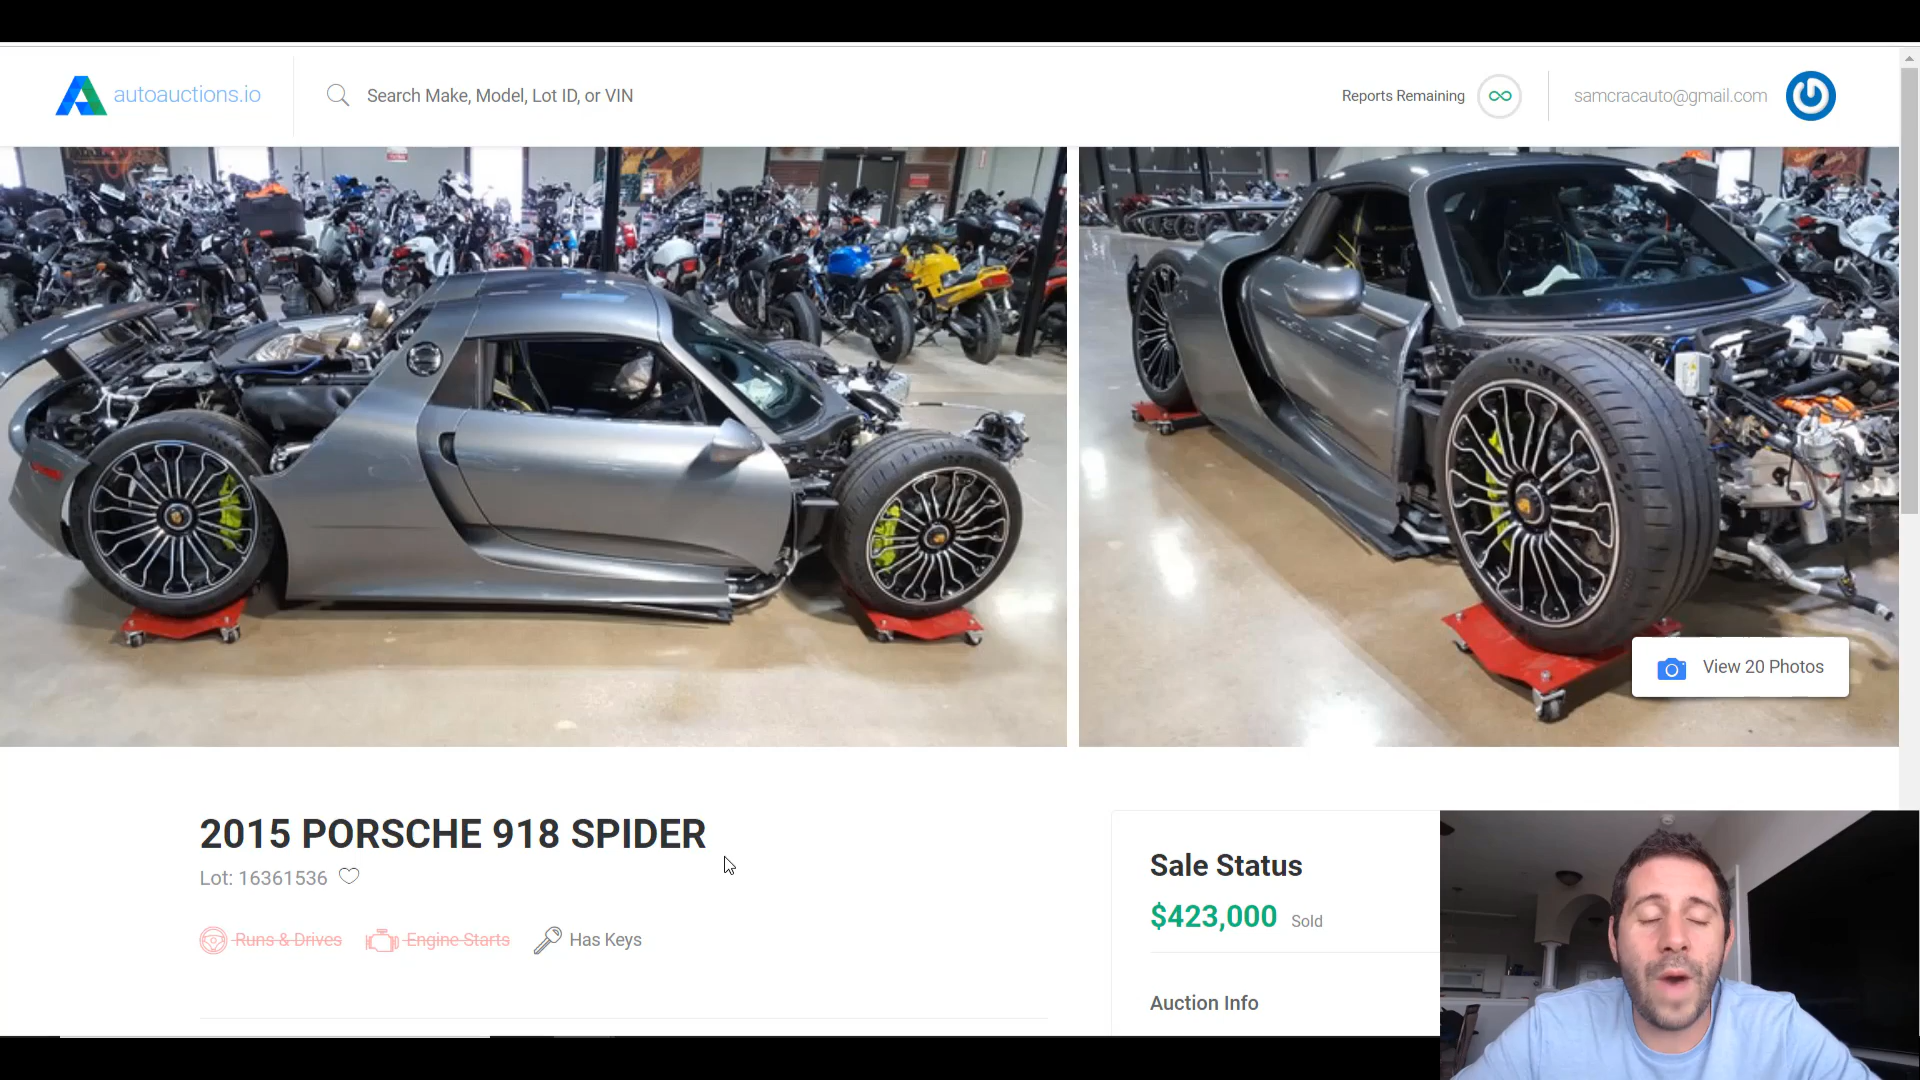 autoauctions.io
Search Make, Model, Lot ID, or VIN
Reports Remaining
samcracauto@gmail.com
View 20 Photos
2015 PORSCHE 918 SPIDER
Lot: 16361536
Runs & Drives
Engine Starts
Has Keys
Sale Status
$423,000 Sold
Auction Info